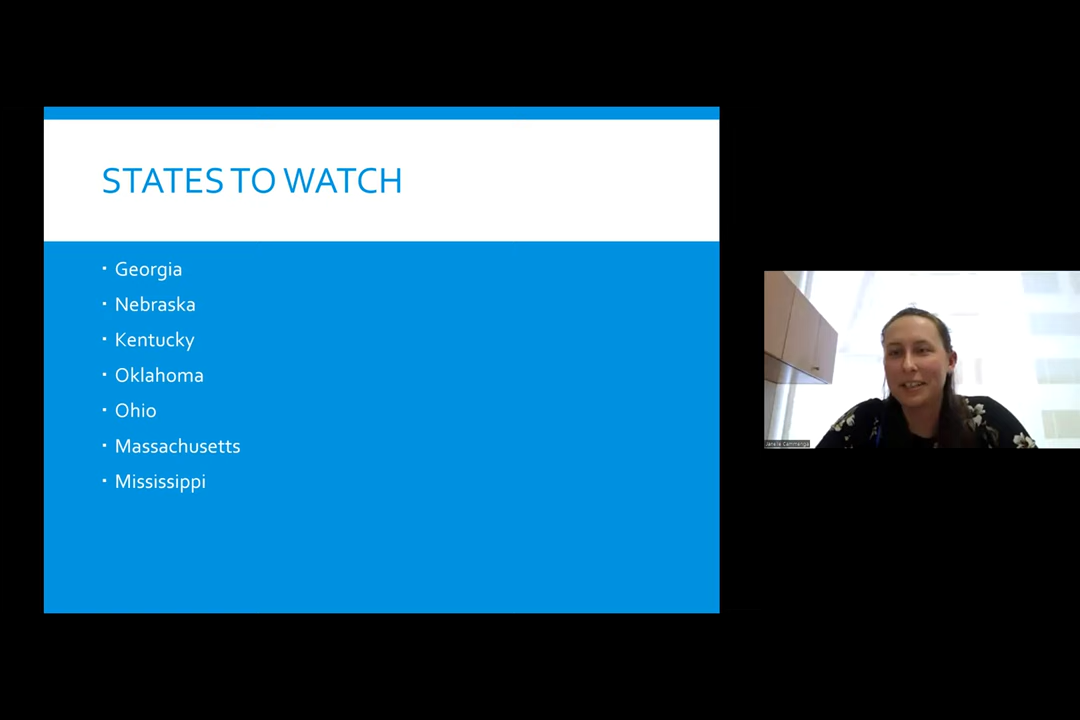 STATES TO WATCH
▪ Georgia
▪ Nebraska
▪ Kentucky
▪ Oklahoma
▪ Ohio
▪ Massachusetts
▪ Mississippi